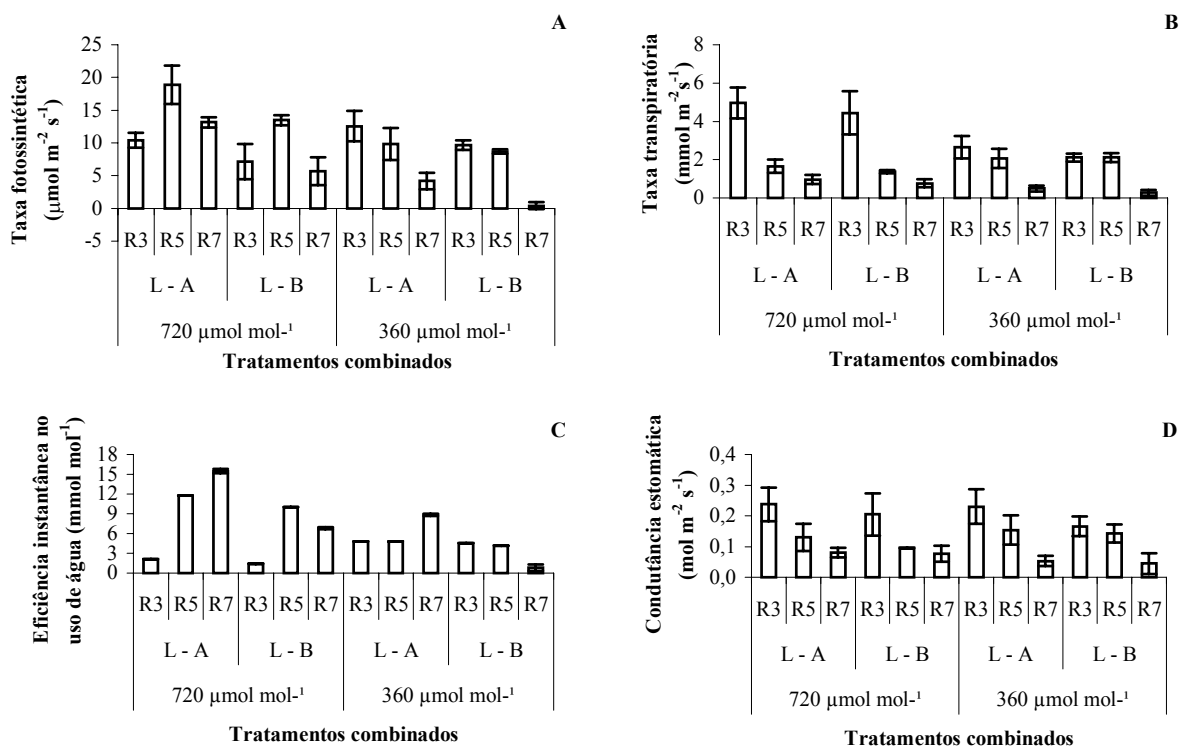 A
Taxa fotossintética
(µmol m⁻² s⁻¹)
25
20
15
10
5
0
-5
R3 R5 R7 R3 R5 R7 R3 R5 R7 R3 R5 R7
L - A L - B L - A L - B
720 µmol mol-¹ 360 µmol mol-¹
Tratamentos combinados
B
Taxa transpiratória
(mmol m⁻² s⁻¹)
8
6
4
2
0
R3 R5 R7 R3 R5 R7 R3 R5 R7 R3 R5 R7
L - A L - B L - A L - B
720 µmol mol-¹ 360 µmol mol-¹
Tratamentos combinados
C
Eficiência instantânea no
uso de água (mmol mol⁻¹)
18
15
12
9
6
3
0
R3 R5 R7 R3 R5 R7 R3 R5 R7 R3 R5 R7
L - A L - B L - A L - B
720 µmol mol-¹ 360 µmol mol-¹
Tratamentos combinados
D
Condutância estomática
(mol m⁻² s⁻¹)
0,4
0,3
0,2
0,1
0,0
R3 R5 R7 R3 R5 R7 R3 R5 R7 R3 R5 R7
L - A L - B L - A L - B
720 µmol mol-¹ 360 µmol mol-¹
Tratamentos combinados